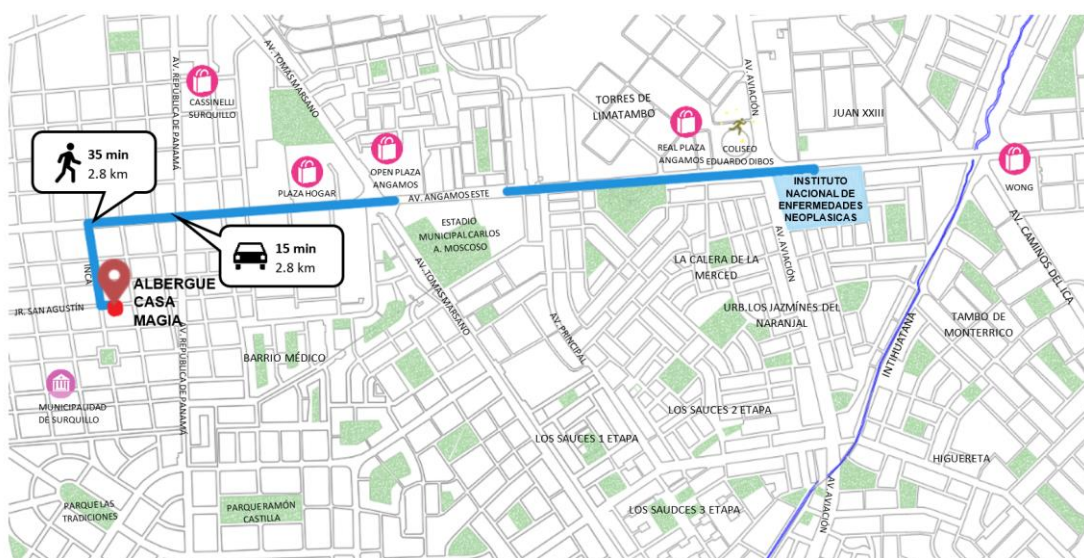 AV. TOMAS MARSANO
AV. REPÚBLICA DE PANAMÁ
CASSINELLI
SURQUILLO
AV. AVIACIÓN
TORRES DE
LIMATAMBO
JUAN XXIII
REAL PLAZA
ANGAMOS
COLISEO
EDUARDO DIBOS
35 min
2.8 km
OPEN PLAZA
ANGAMOS
PLAZA HOGAR
AV. ANGAMOS ESTE
INSTITUTO
NACIONAL DE
ENFERMEDADES
NEOPLASICAS
WONG
AV. CAMINOS DEL ICA
ESTADIO
MUNICIPAL CARLOS
A. MOSCOSO
15 min
2.8 km
INCA
ALBERGUE
CASA
MAGIA
JR. SAN AGUSTÍN
AV. TOMAS MARSANO
LA CALERA DE LA
MERCED
AV. AVIACIÓN
URB.LOS JAZMÍNES DEL
NARANJAL
TAMBO DE
MONTERRICO
INTIHUATANA
AV. REPÚBLICA DE PANAMÁ
BARRIO MÉDICO
AV. PRINCIPAL
MUNICIPALIDAD
DE SURQUILLO
LOS SAUCES 2 ETAPA
LOS SAUCES 1 ETAPA
HIGUERETA
PARQUE LAS
TRADICIONES
PARQUE RAMÓN
CASTILLA
LOS SAUDCES 3 ETAPA
AV. AVIACIÓN